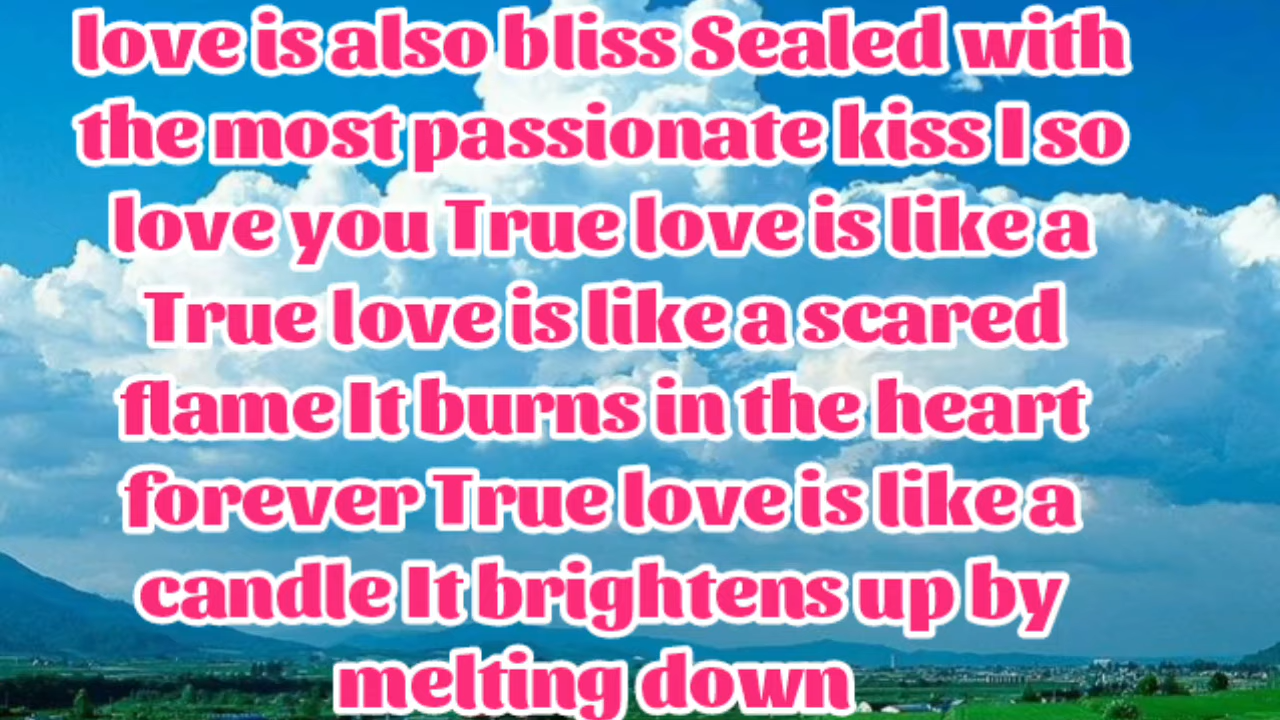 love is also bliss Sealed with
the most passionate kiss I so
love you True love is like a
True love is like a scared
flame It burns in the heart
forever True love is like a
candle It brightens up by
melting down